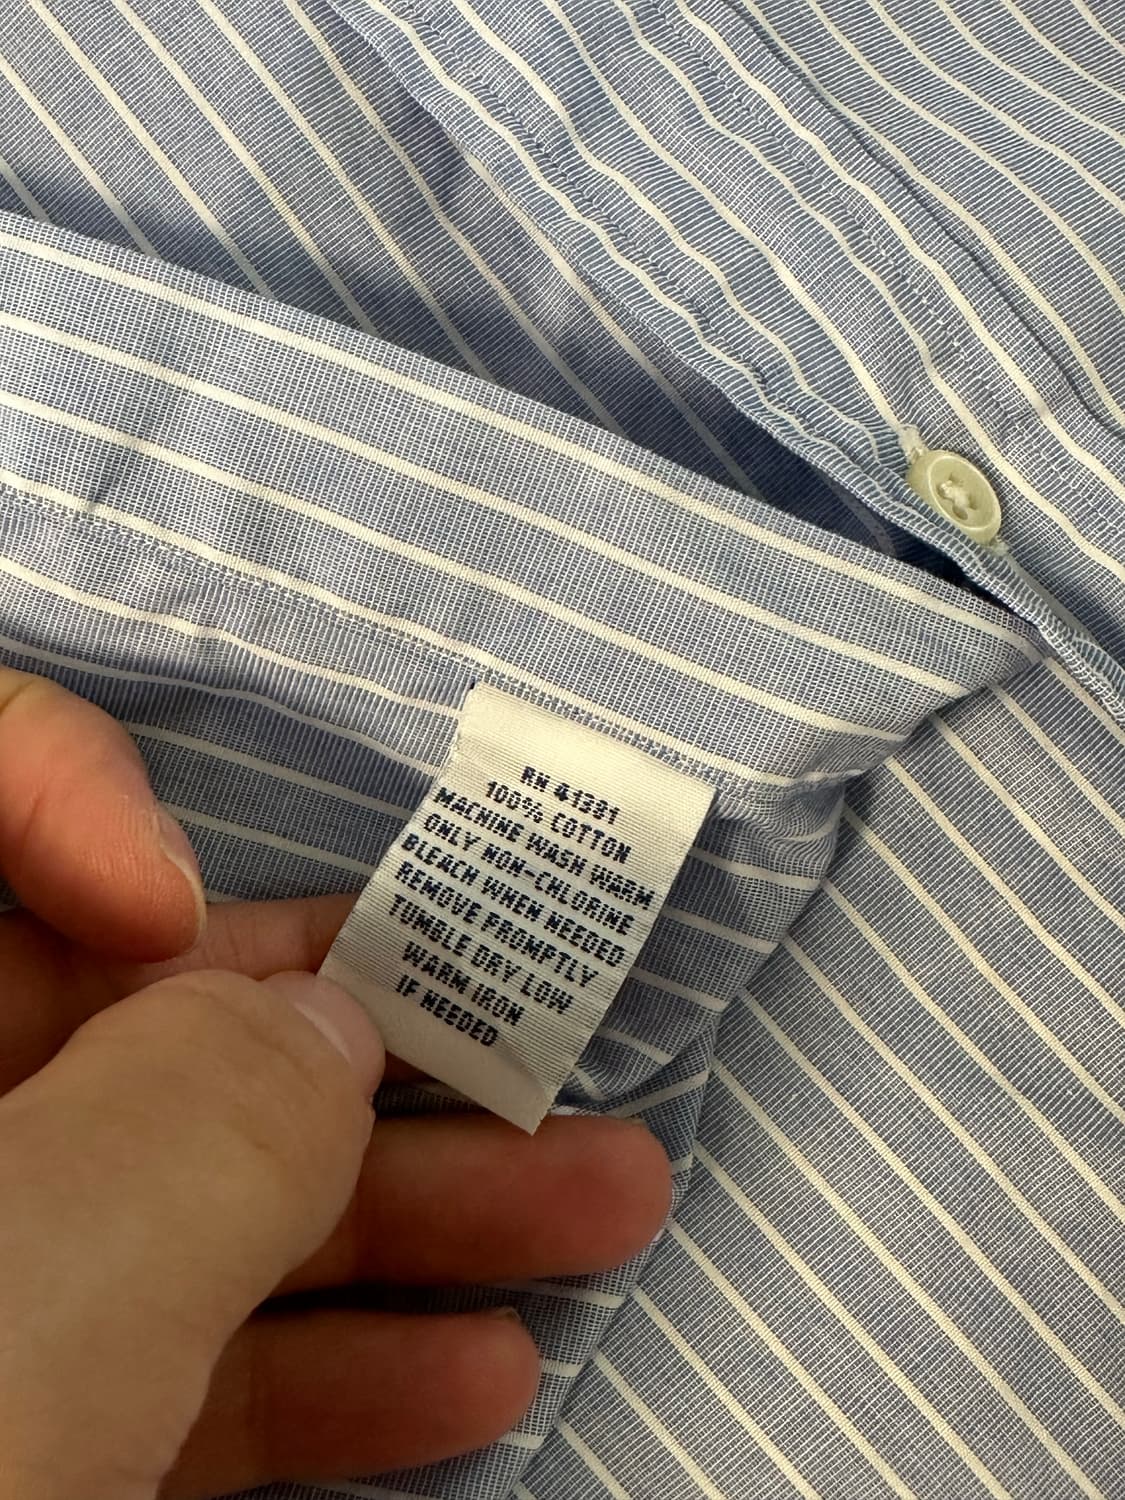 RN 41381
100% COTTON
MACHINE WASH WARM
ONLY NON-CHLORINE
BLEACH WHEN NEEDED
REMOVE PROMPTLY
TUMBLE DRY LOW
WARM IRON
IF NEEDED